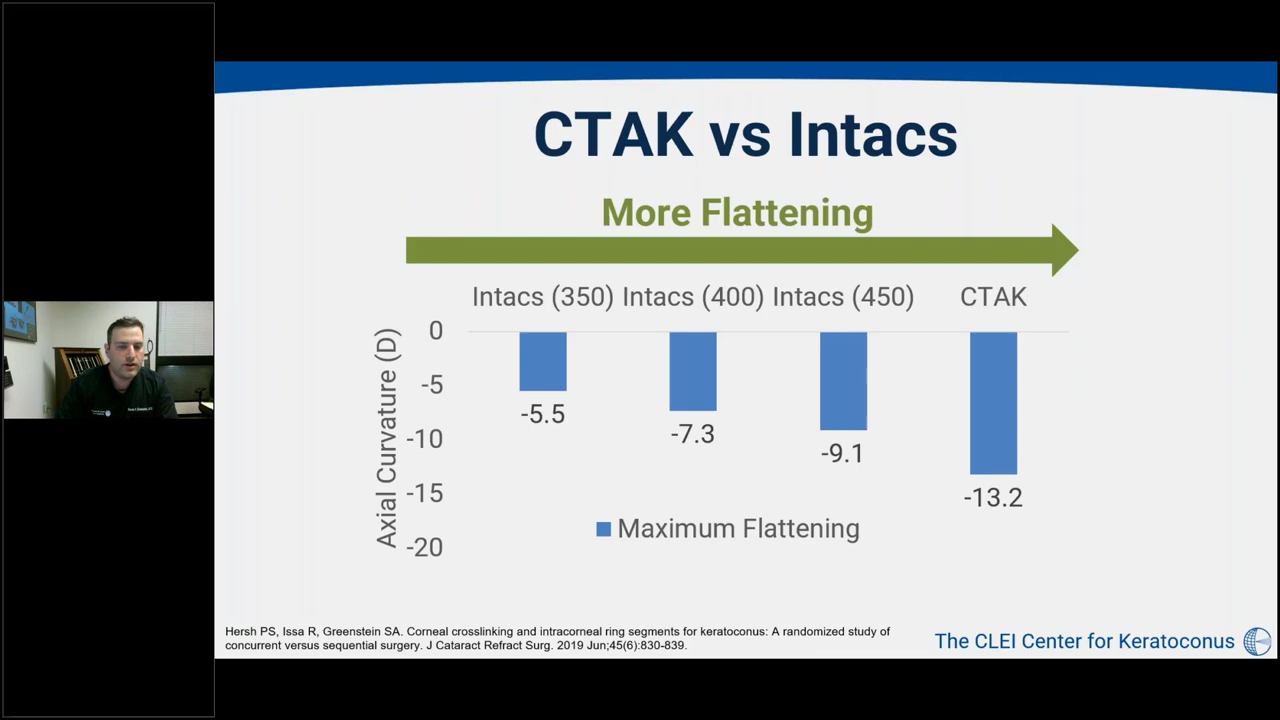 CTAK vs Intacs
More Flattening
Intacs (350) Intacs (400) Intacs (450) CTAK
Axial Curvature (D)
0
-5
-10
-15
-20
-5.5
-7.3
-9.1
-13.2
Maximum Flattening
Hersh PS, Issa R, Greenstein SA. Corneal crosslinking and intracorneal ring segments for keratoconus: A randomized study of
concurrent versus sequential surgery. J Cataract Refract Surg. 2019 Jun;45(6):830-839.
The CLEI Center for Keratoconus